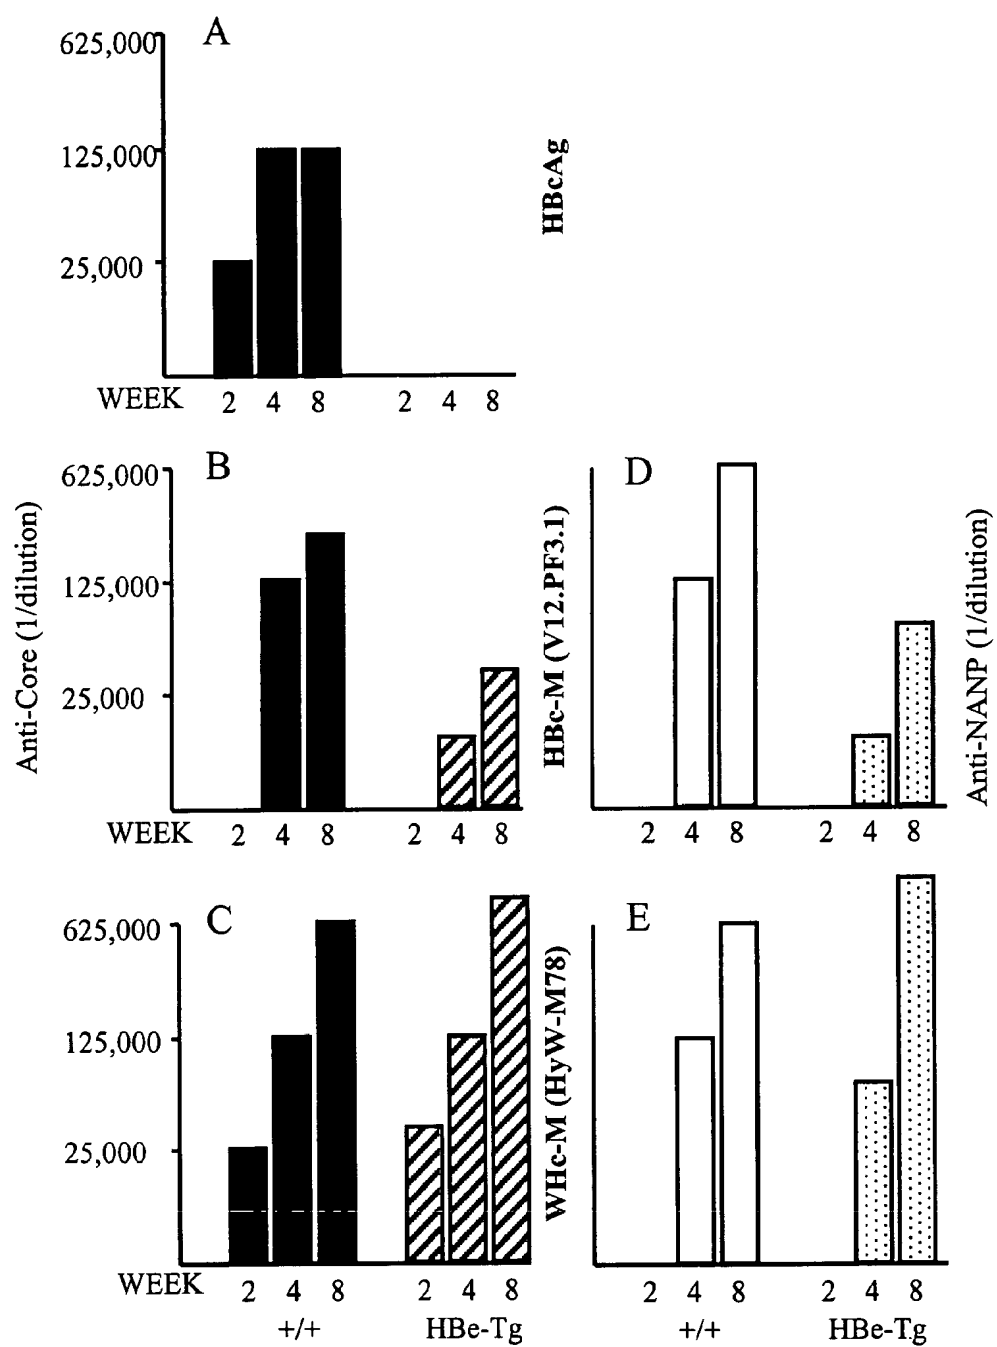 A
625,000
125,000
25,000
HBcAg
WEEK 2 4 8 2 4 8
B
625,000
125,000
25,000
Anti-Core (1/dilution)
HBc-M (V12.PF3.1)
WEEK 2 4 8 2 4 8
D
Anti-NANP (1/dilution)
2 4 8 2 4 8
C
625,000
125,000
25,000
WHc-M (HyW-M78)
WEEK 2 4 8 2 4 8
+/+ HBe-Tg
E
2 4 8 2 4 8
+/+ HBe-Tg